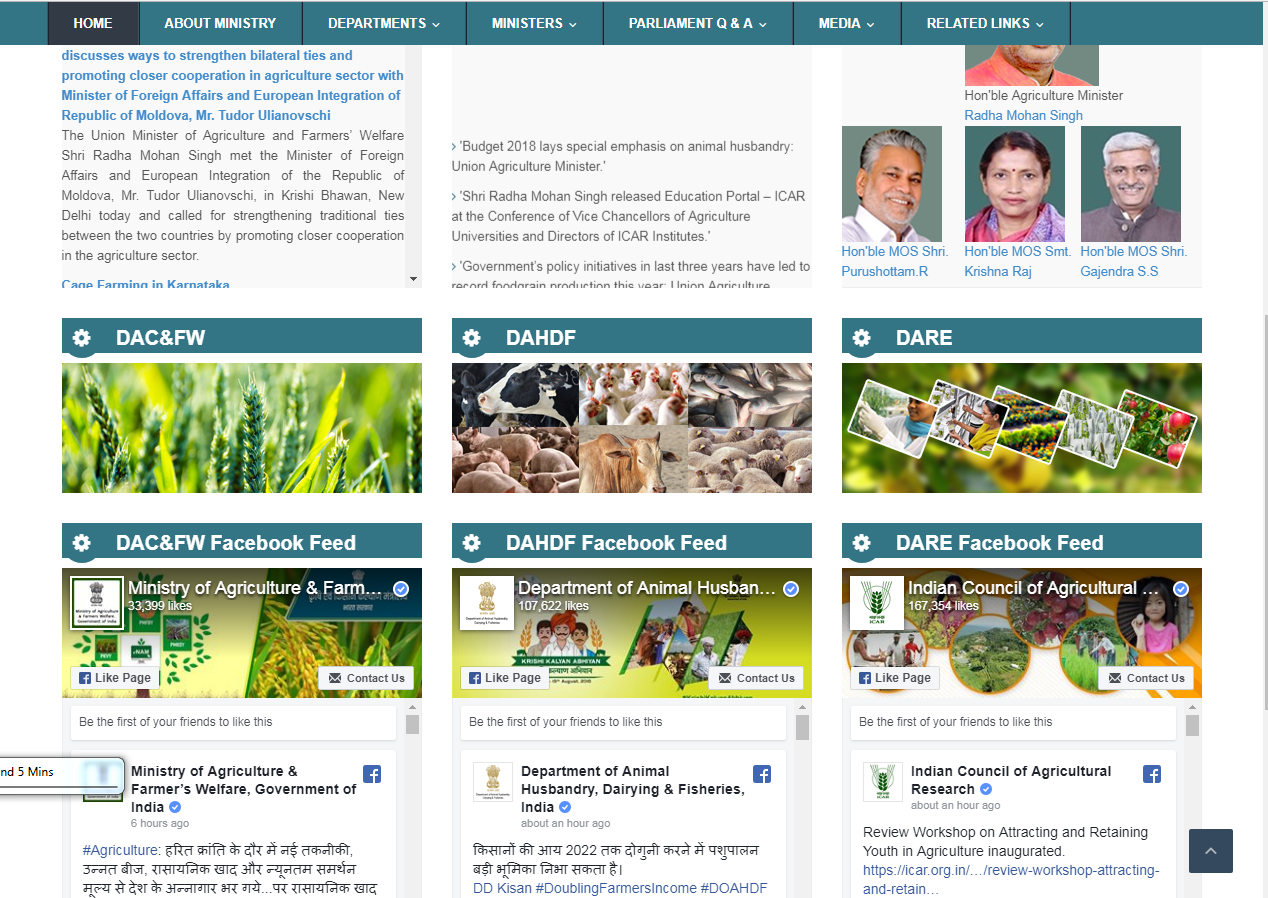 HOME
ABOUT MINISTRY
DEPARTMENTS
MINISTERS
PARLIAMENT Q & A
MEDIA
RELATED LINKS
discusses ways to strengthen bilateral ties and
promoting closer cooperation in agriculture sector with
Minister of Foreign Affairs and European Integration of
Republic of Moldova, Mr. Tudor Ulianovschi
The Union Minister of Agriculture and Farmers' Welfare
Shri Radha Mohan Singh met the Minister of Foreign
Affairs and European Integration of the Republic of
Moldova, Mr. Tudor Ulianovschi, in Krishi Bhawan, New
Delhi today and called for strengthening traditional ties
between the two countries by promoting closer cooperation
in the agriculture sector.
Cage Farming in Karnataka
'Budget 2018 lays special emphasis on animal husbandry:
Union Agriculture Minister.'
'Shri Radha Mohan Singh released Education Portal – ICAR
at the Conference of Vice Chancellors of Agriculture
Universities and Directors of ICAR Institutes.'
'Government's policy initiatives in last three years have led to
record foodgrain production this year: Union Agriculture
Hon'ble Agriculture Minister
Radha Mohan Singh
Hon'ble MOS Shri.
Purushottam.R
Hon'ble MOS Smt.
Krishna Raj
Hon'ble MOS Shri.
Gajendra S.S
DAC&FW
DAHDF
DARE
DAC&FW Facebook Feed
Ministry of Agriculture & Farm...
33,399 likes
Like Page
Contact Us
Be the first of your friends to like this
nd 5 Mins
Ministry of Agriculture &
Farmer's Welfare, Government of
India
6 hours ago
#Agriculture: हरित क्रांति के दौर में नई तकनीकी,
उन्नत बीज, रासायनिक खाद और न्यूनतम समर्थन
मूल्य से देश के अन्नागार भर गये...पर रासायनिक खाद
DAHDF Facebook Feed
Department of Animal Husban...
107,622 likes
KRISHI KALYAN ABHIYAN
Like Page
Contact Us
Be the first of your friends to like this
Department of Animal
Husbandry, Dairying & Fisheries,
India
about an hour ago
किसानों की आय 2022 तक दोगुनी करने में पशुपालन
बड़ी भूमिका निभा सकता है।
DD Kisan #DoublingFarmersIncome #DOAHDF
DARE Facebook Feed
Indian Council of Agricultural ...
167,354 likes
ICAR
Like Page
Contact Us
Be the first of your friends to like this
Indian Council of Agricultural
Research
about an hour ago
Review Workshop on Attracting and Retaining
Youth in Agriculture inaugurated.
https://icar.org.in/…/review-workshop-attracting-
and-retain…